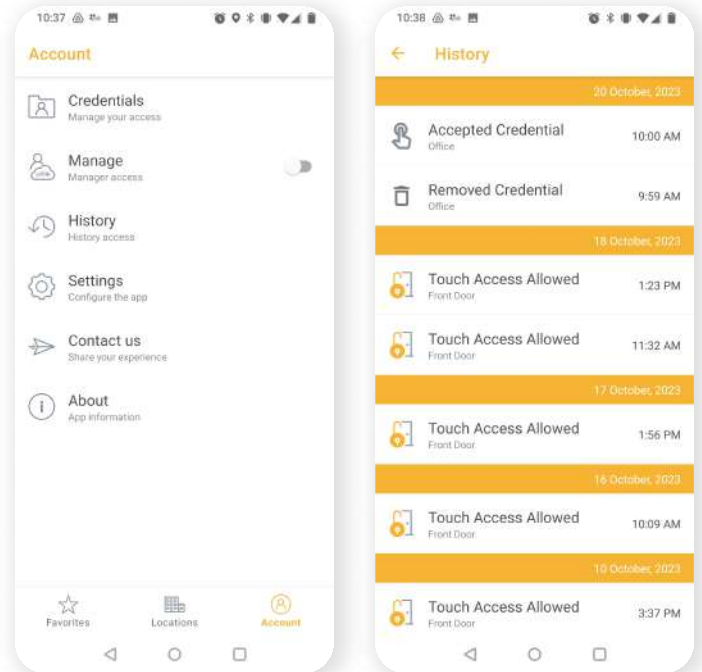 10:37
Account
Credentials
Manage your access
Manage
Manager access
History
History access
Settings
Configure the app
Contact us
Share your experience
About
App information
Favorites
Locations
Account
10:38
History
20 October, 2023
Accepted Credential
Office
10:00 AM
Removed Credential
Office
9:59 AM
18 October, 2023
Touch Access Allowed
Front Door
1:23 PM
Touch Access Allowed
Front Door
11:32 AM
17 October, 2023
Touch Access Allowed
Front Door
1:56 PM
16 October, 2023
Touch Access Allowed
Front Door
10:09 AM
10 October, 2023
Touch Access Allowed
Front Door
3:37 PM